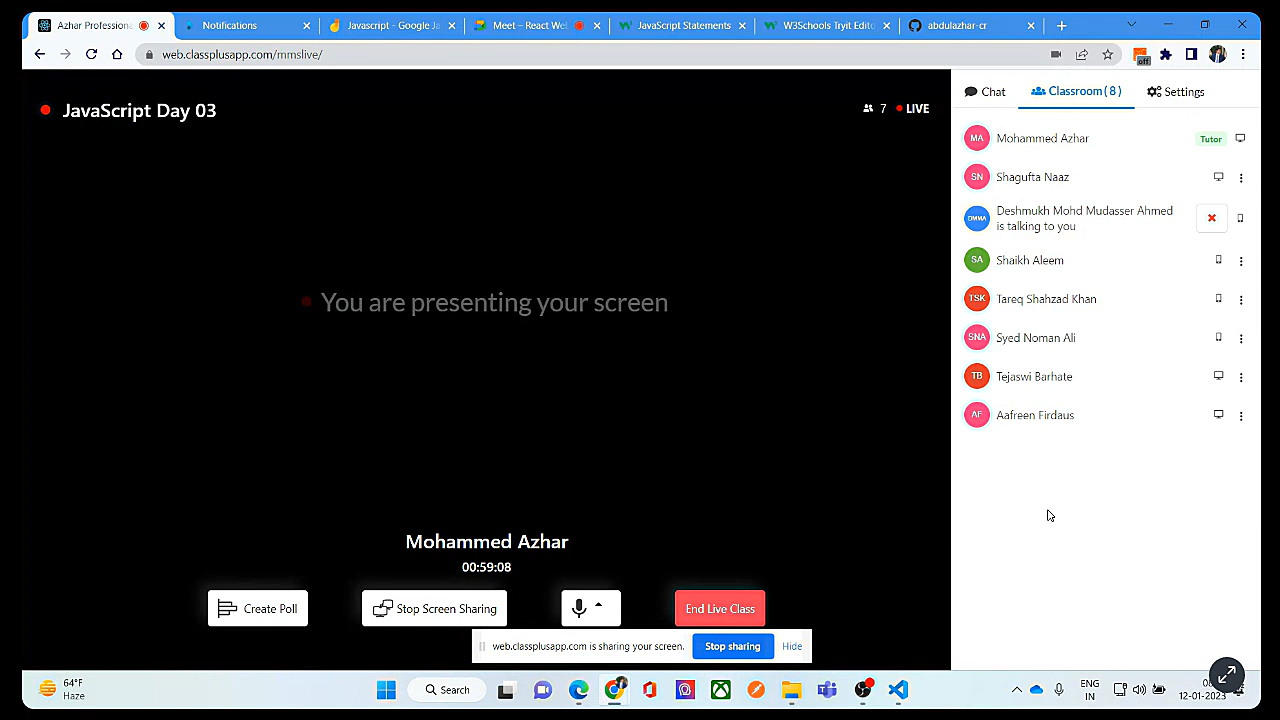 Azhar Professiona
Notifications
Javascript - Google Ja
Meet – React Web
JavaScript Statements
W3Schools Tryit Edito
abdulazhar-cr
web.classplusapp.com/mmslive/
off
JavaScript Day 03
7
LIVE
You are presenting your screen
Mohammed Azhar
00:59:08
Create Poll
Stop Screen Sharing
End Live Class
web.classplusapp.com is sharing your screen.
Stop sharing
Hide
Chat
Classroom ( 8 )
Settings
MA
Mohammed Azhar
Tutor
SN
Shagufta Naaz
DMMA
Deshmukh Mohd Mudasser Ahmed
is talking to you
SA
Shaikh Aleem
TSK
Tareq Shahzad Khan
SNA
Syed Noman Ali
TB
Tejaswi Barhate
AF
Aafreen Firdaus
64°F
Haze
Search
ENG
IN
12-01-2023